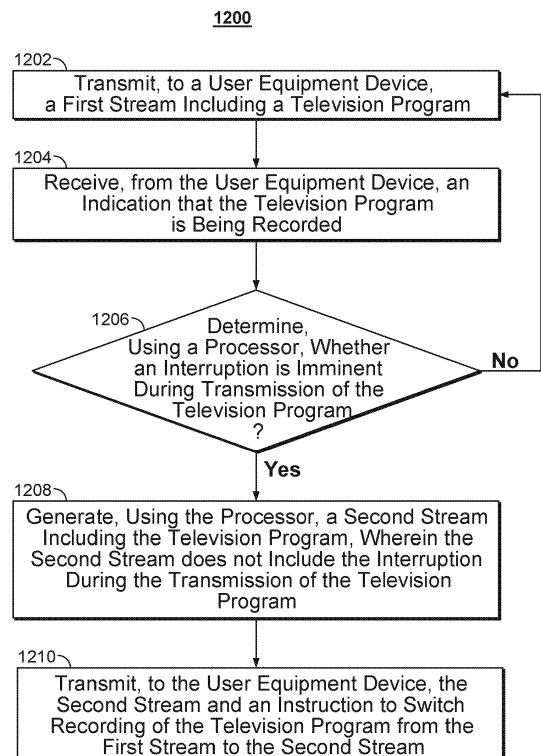 1200
1202
Transmit, to a User Equipment Device,
a First Stream Including a Television Program
1204
Receive, from the User Equipment Device, an
Indication that the Television Program
is Being Recorded
1206
Determine,
Using a Processor, Whether
an Interruption is Imminent
During Transmission of the
Television Program
?
No
Yes
1208
Generate, Using the Processor, a Second Stream
Including the Television Program, Wherein the
Second Stream does not Include the Interruption
During the Transmission of the Television
Program
1210
Transmit, to the User Equipment Device, the
Second Stream and an Instruction to Switch
Recording of the Television Program from the
First Stream to the Second Stream